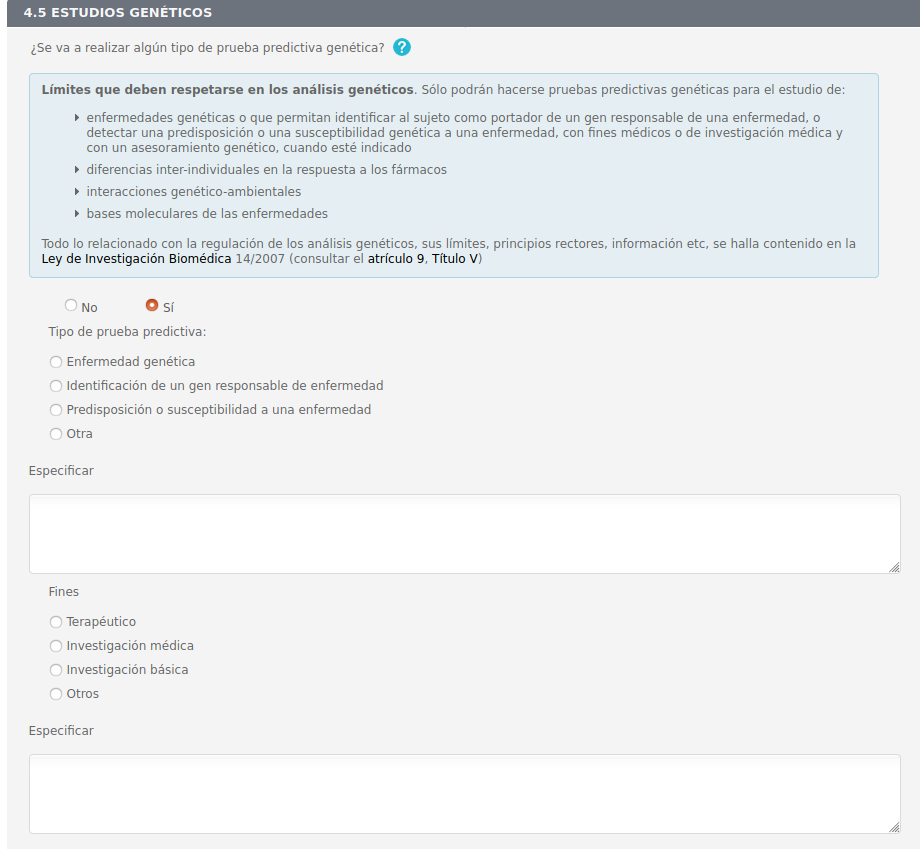 4.5 ESTUDIOS GENÉTICOS
¿Se va a realizar algún tipo de prueba predictiva genética? ?
Límites que deben respetarse en los análisis genéticos. Sólo podrán hacerse pruebas predictivas genéticas para el estudio de:
enfermedades genéticas o que permitan identificar al sujeto como portador de un gen responsable de una enfermedad, o
detectar una predisposición o una susceptibilidad genética a una enfermedad, con fines médicos o de investigación médica y
con un asesoramiento genético, cuando esté indicado
diferencias inter-individuales en la respuesta a los fármacos
interacciones genético-ambientales
bases moleculares de las enfermedades
Todo lo relacionado con la regulación de los análisis genéticos, sus límites, principios rectores, información etc, se halla contenido en la
Ley de Investigación Biomédica 14/2007 (consultar el atrículo 9, Título V)
No Sí
Tipo de prueba predictiva:
Enfermedad genética
Identificación de un gen responsable de enfermedad
Predisposición o susceptibilidad a una enfermedad
Otra
Especificar
Fines
Terapéutico
Investigación médica
Investigación básica
Otros
Especificar